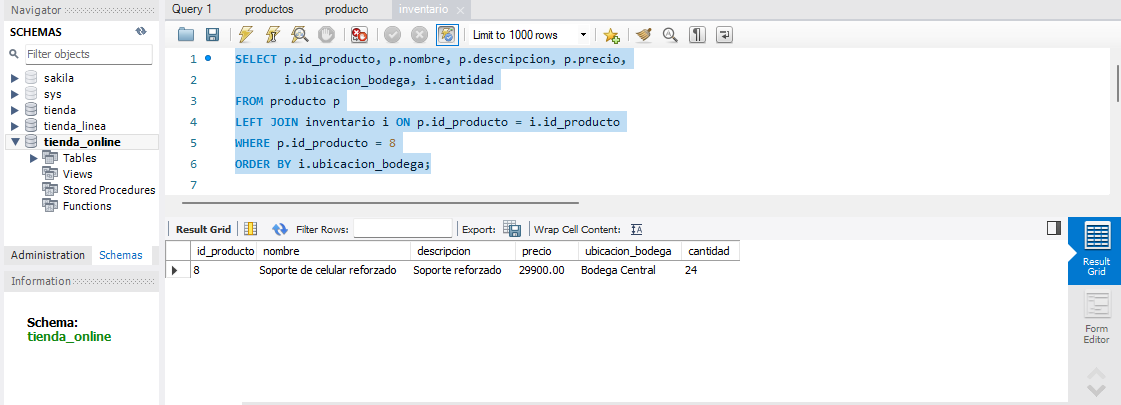 Navigator
SCHEMAS
Filter objects
sakila
sys
tienda
tienda_linea
tienda_online
Tables
Views
Stored Procedures
Functions
Administration Schemas
Information
Schema:
tienda_online
Query 1 productos producto inventario
Limit to 1000 rows
1 SELECT p.id_producto, p.nombre, p.descripcion, p.precio,
2 i.ubicacion_bodega, i.cantidad
3 FROM producto p
4 LEFT JOIN inventario i ON p.id_producto = i.id_producto
5 WHERE p.id_producto = 8
6 ORDER BY i.ubicacion_bodega;
7
Result Grid Filter Rows: Export: Wrap Cell Content:
id_producto nombre descripcion precio ubicacion_bodega cantidad
8 Soporte de celular reforzado Soporte reforzado 29900.00 Bodega Central 24
Result
Grid
Form
Editor